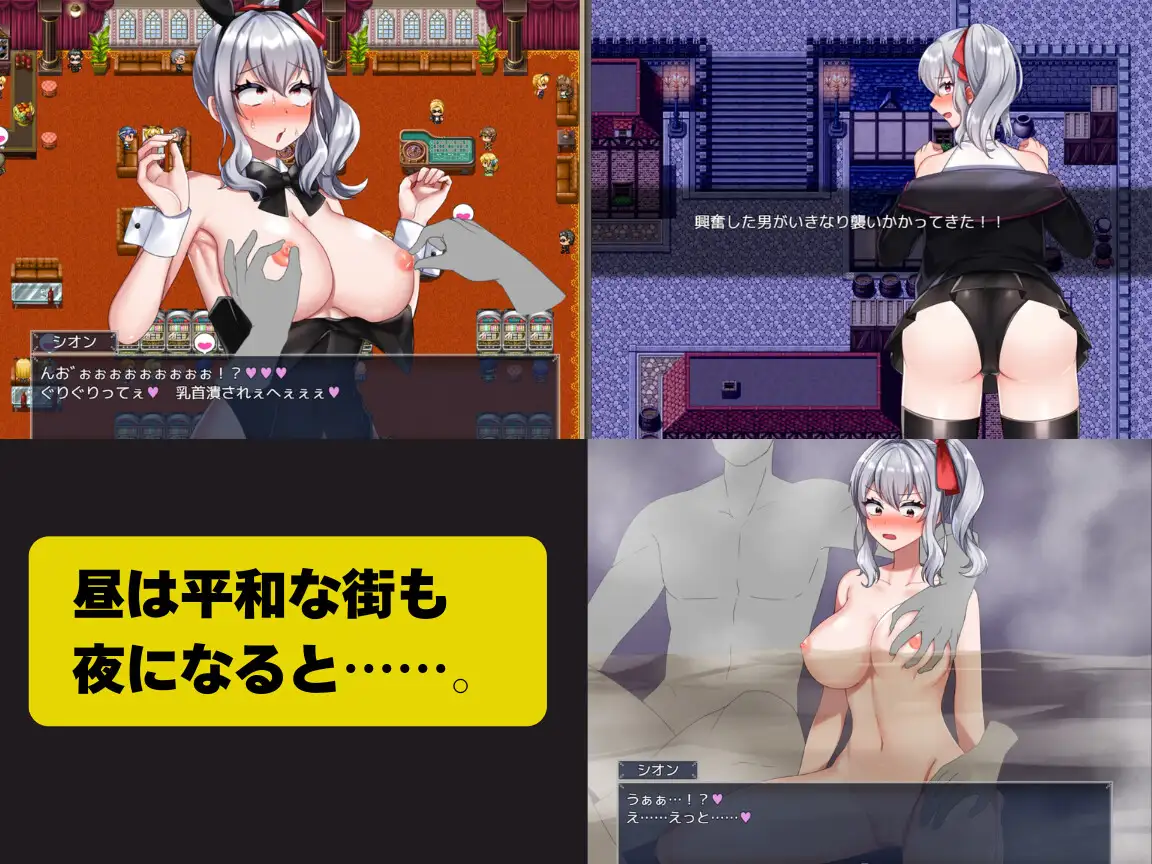 シオン
んお゛ぉぉぉぉぉぉぉぉぉ！？♥♥♥
ぐりぐりってぇ♥　乳首潰されぇへぇぇぇ♥
興奮した男がいきなり襲いかかってきた！！
昼は平和な街も
夜になると……。
シオン
うぁぁ…！？♥
え……えっと……♥